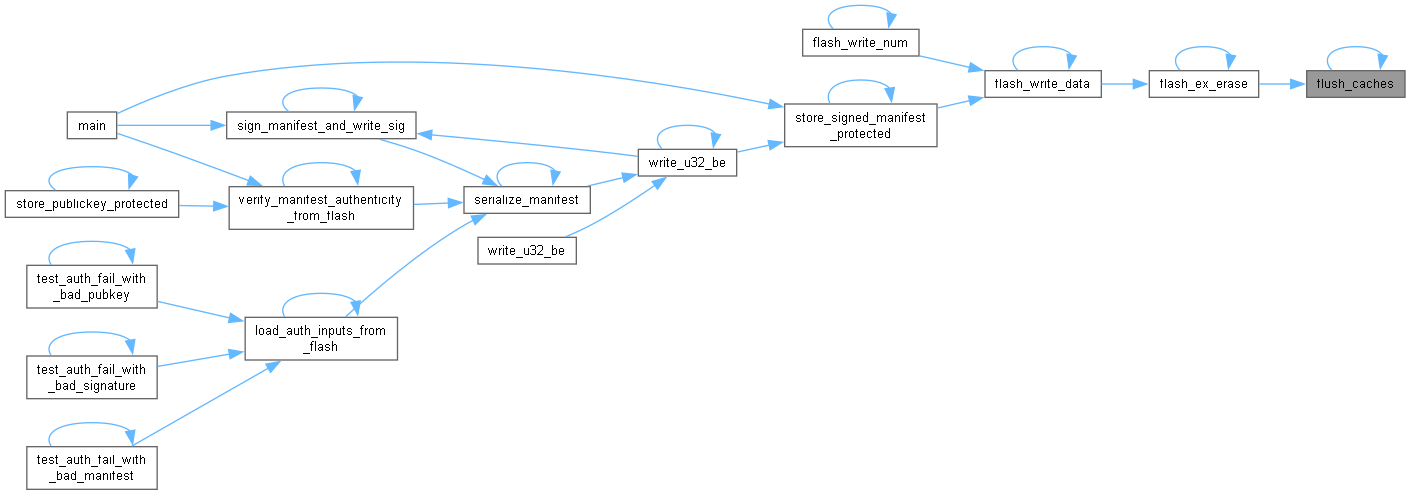 flash_write_num
flash_write_data
flash_ex_erase
flush_caches
main
sign_manifest_and_write_sig
store_signed_manifest
_protected
write_u32_be
store_publickey_protected
verify_manifest_authenticity
_from_flash
serialize_manifest
write_u32_be
test_auth_fail_with
_bad_pubkey
load_auth_inputs_from
_flash
test_auth_fail_with
_bad_signature
test_auth_fail_with
_bad_manifest